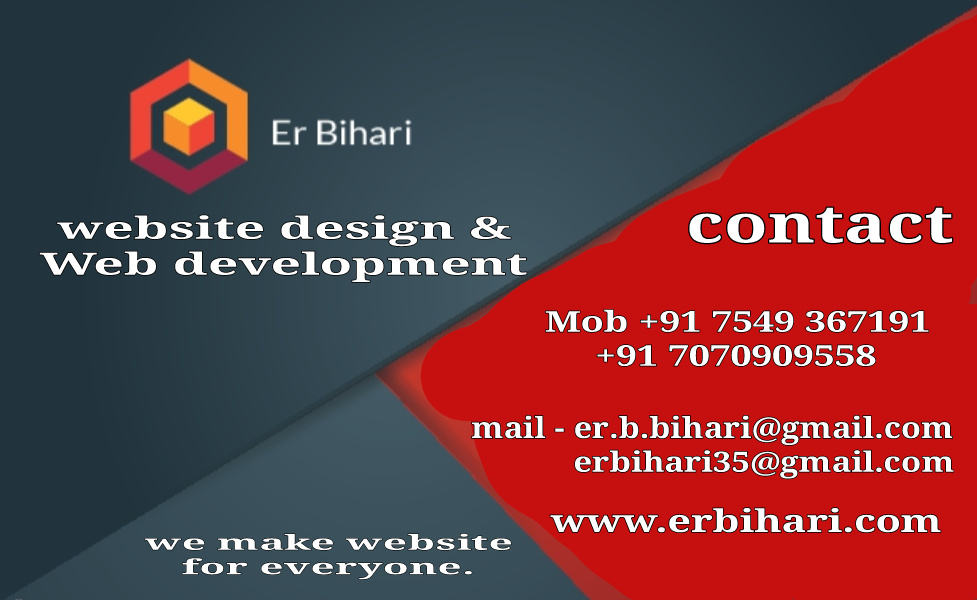 Er Bihari
website design &
Web development
contact
Mob +91 7549 367191
+91 7070909558
mail - er.b.bihari@gmail.com
erbihari35@gmail.com
www.erbihari.com
we make website
for everyone.